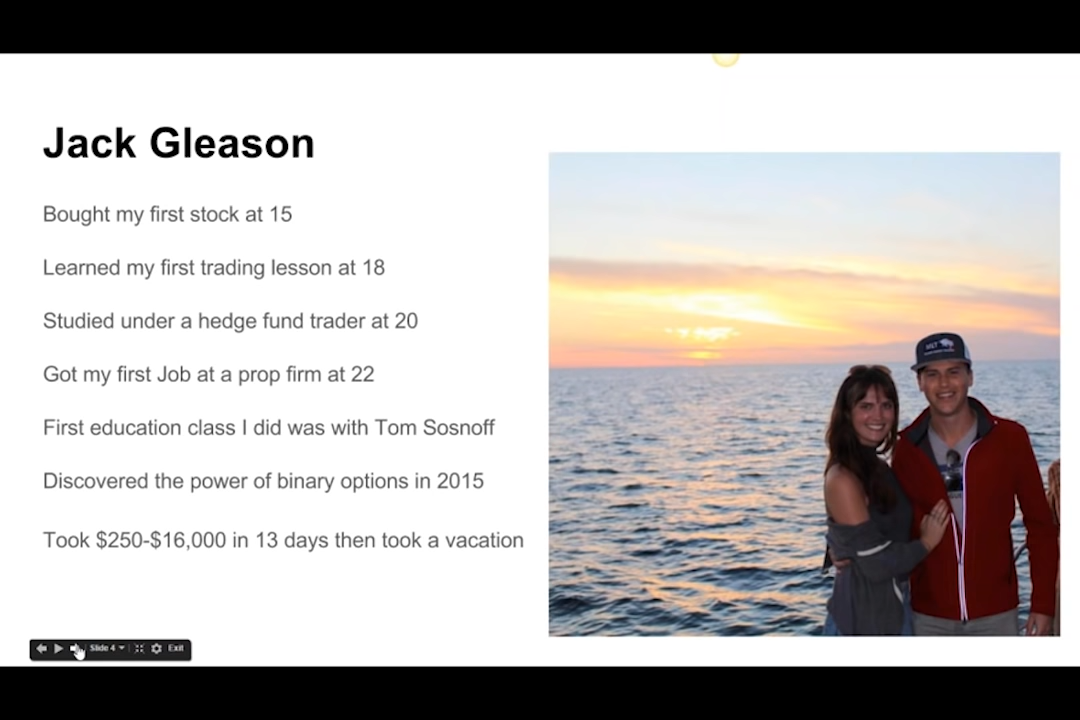 Jack Gleason
Bought my first stock at 15
Learned my first trading lesson at 18
Studied under a hedge fund trader at 20
Got my first Job at a prop firm at 22
First education class I did was with Tom Sosnoff
Discovered the power of binary options in 2015
Took $250-$16,000 in 13 days then took a vacation
MLT
Slide 4
Exit